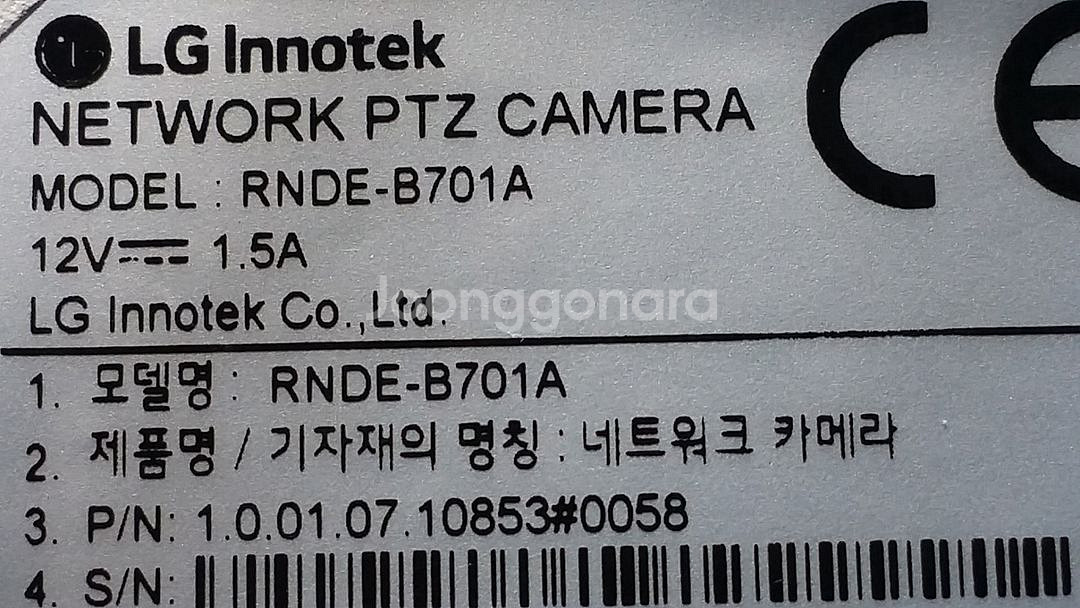 LG Innotek
CE
NETWORK PTZ CAMERA
MODEL : RNDE-B701A
12V⎓ 1.5A
LG Innotek Co.,Ltd.
Joonggonara
1. 모델명 : RNDE-B701A
2. 제품명 / 기자재의 명칭 : 네트워크 카메라
3. P/N: 1.0.01.07.10853#0058
4. S/N: